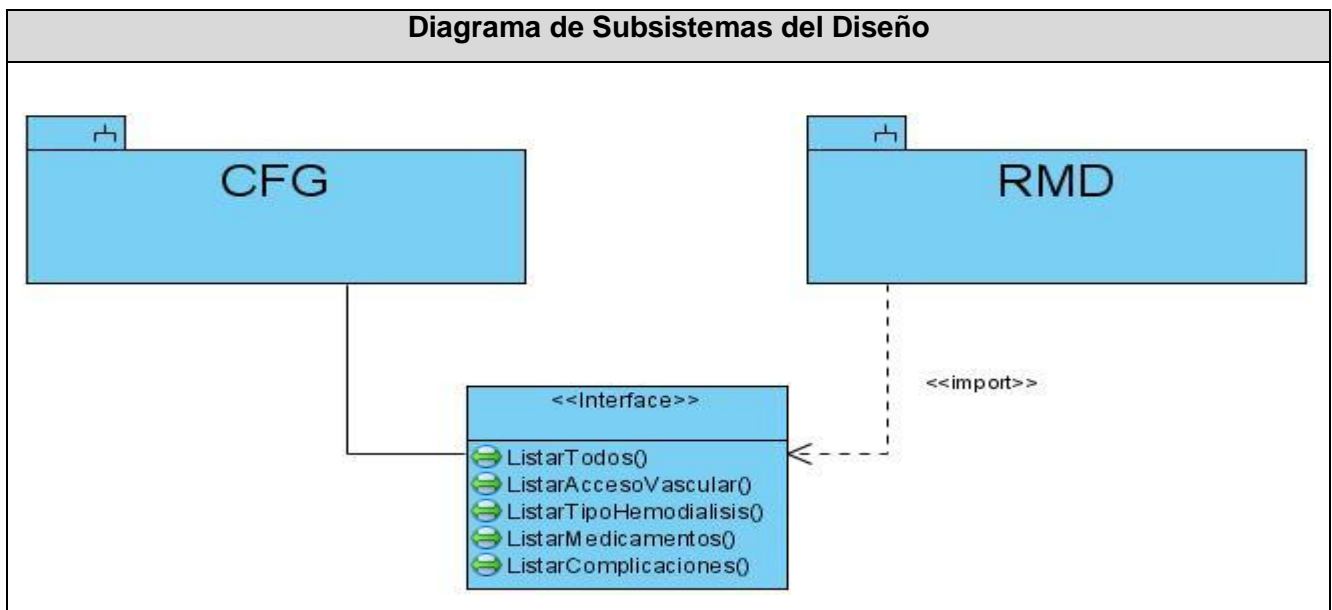 Diagrama de Subsistemas del Diseño
CFG
RMD
<<import>>
<<Interface>>
ListarTodos()
ListarAccesoVascular()
ListarTipoHemodialisis()
ListarMedicamentos()
ListarComplicaciones()